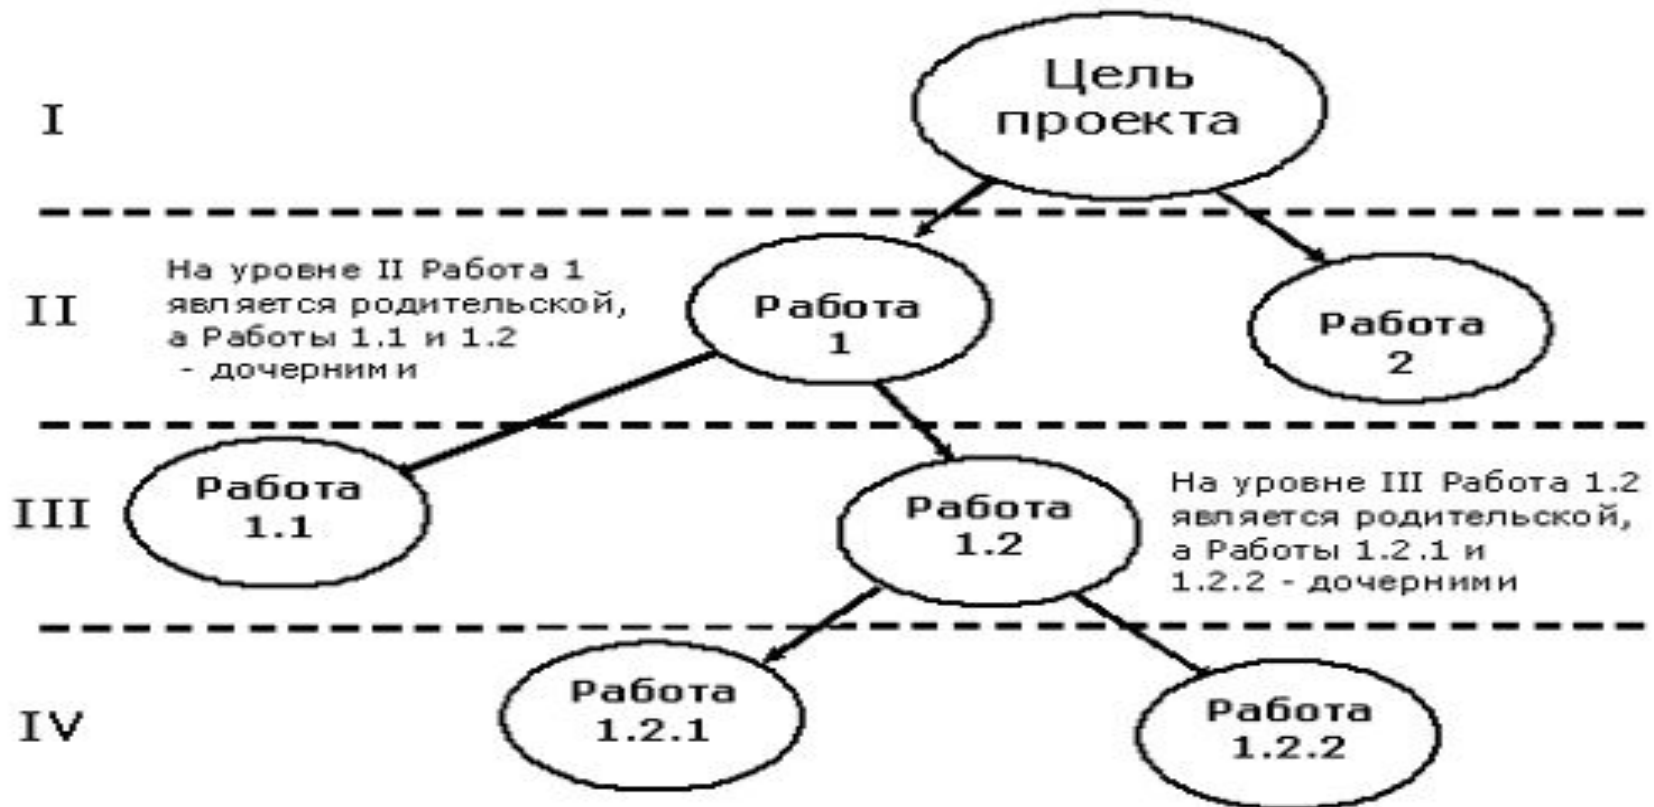 I
Цель
проекта
II
На уровне II Работа 1
является родительской,
а Работы 1.1 и 1.2
- дочерними
Работа
1
Работа
2
III
Работа
1.1
Работа
1.2
На уровне III Работа 1.2
является родительской,
а Работы 1.2.1 и
1.2.2 - дочерними
IV
Работа
1.2.1
Работа
1.2.2